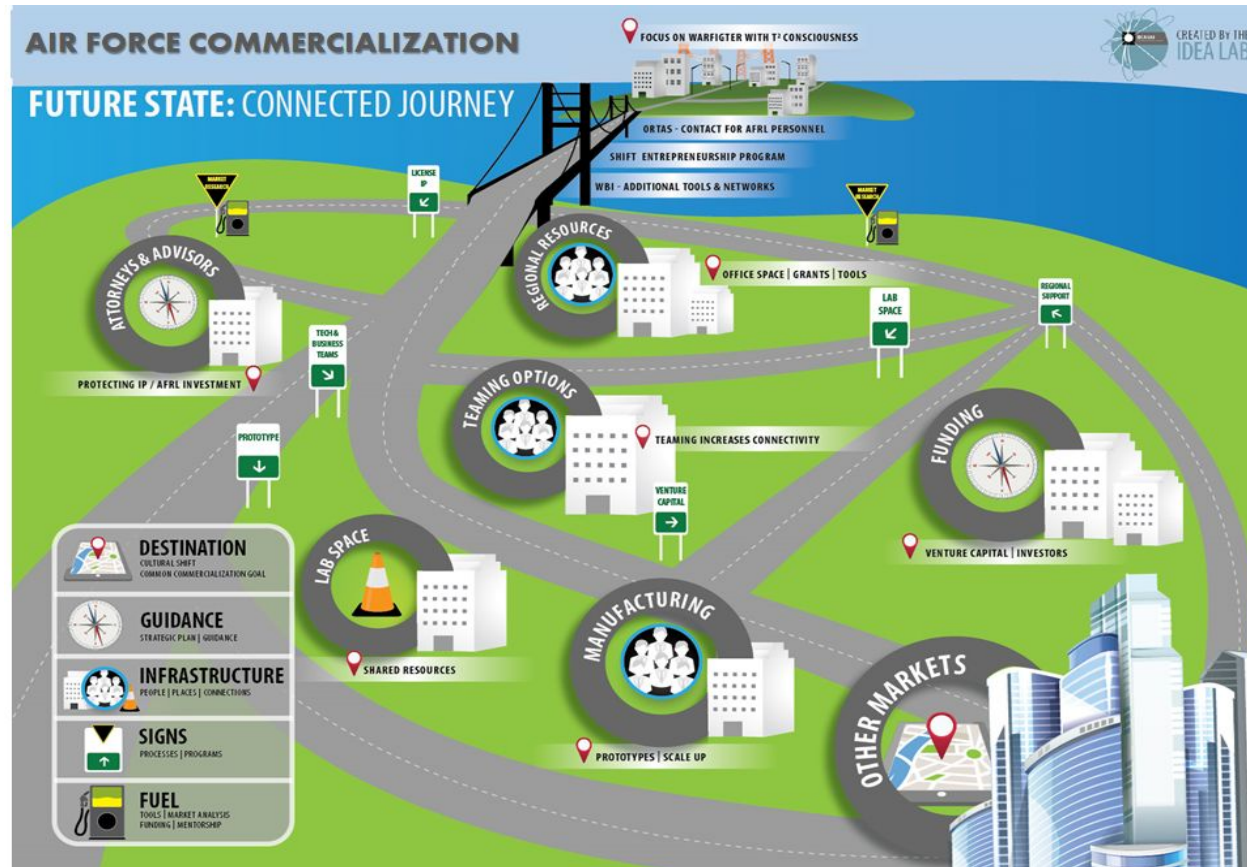 AIR FORCE COMMERCIALIZATION
FUTURE STATE: CONNECTED JOURNEY
FOCUS ON WARFIGTER WITH T² CONSCIOUSNESS
CREATED BY THE
IDEA LAB
ORTAS - CONTACT FOR AFRL PERSONNEL
SHIFT ENTREPRENEURSHIP PROGRAM
WBI - ADDITIONAL TOOLS & NETWORKS
MARKET
RESEARCH
LICENSE
IP
MARKET
RESEARCH
ATTORNEYS & ADVISORS
PROTECTING IP / AFRL INVESTMENT
REGIONAL RESOURCES
OFFICE SPACE | GRANTS | TOOLS
REGIONAL
SUPPORT
LAB
SPACE
TECH &
BUSINESS
TEAMS
TEAMING OPTIONS
TEAMING INCREASES CONNECTIVITY
PROTOTYPE
FUNDING
VENTURE CAPITAL | INVESTORS
VENTURE
CAPITAL
LAB SPACE
SHARED RESOURCES
MANUFACTURING
PROTOTYPES | SCALE UP
OTHER MARKETS
DESTINATION
CULTURAL SHIFT
COMMON COMMERCIALIZATION GOAL
GUIDANCE
STRATEGIC PLAN | GUIDANCE
INFRASTRUCTURE
PEOPLE | PLACES | CONNECTIONS
SIGNS
PROCESSES | PROGRAMS
FUEL
TOOLS | MARKET ANALYSIS
FUNDING | MENTORSHIP